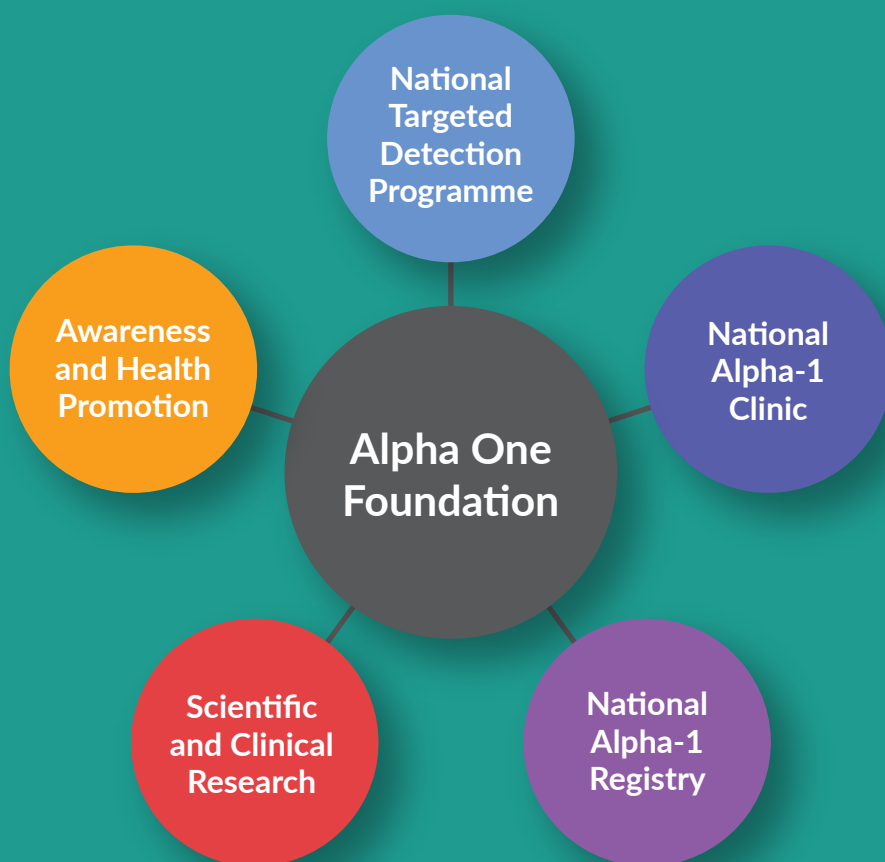 National
Targeted
Detection
Programme
Awareness
and Health
Promotion
National
Alpha-1
Clinic
Alpha One
Foundation
Scientific
and Clinical
Research
National
Alpha-1
Registry